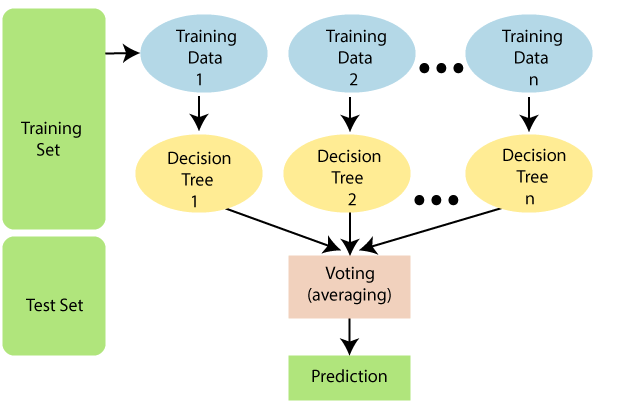 Training
Set
Training
Data
1
Training
Data
2
Training
Data
n
Decision
Tree
1
Decision
Tree
2
Decision
Tree
n
Test Set
Voting
(averaging)
Prediction